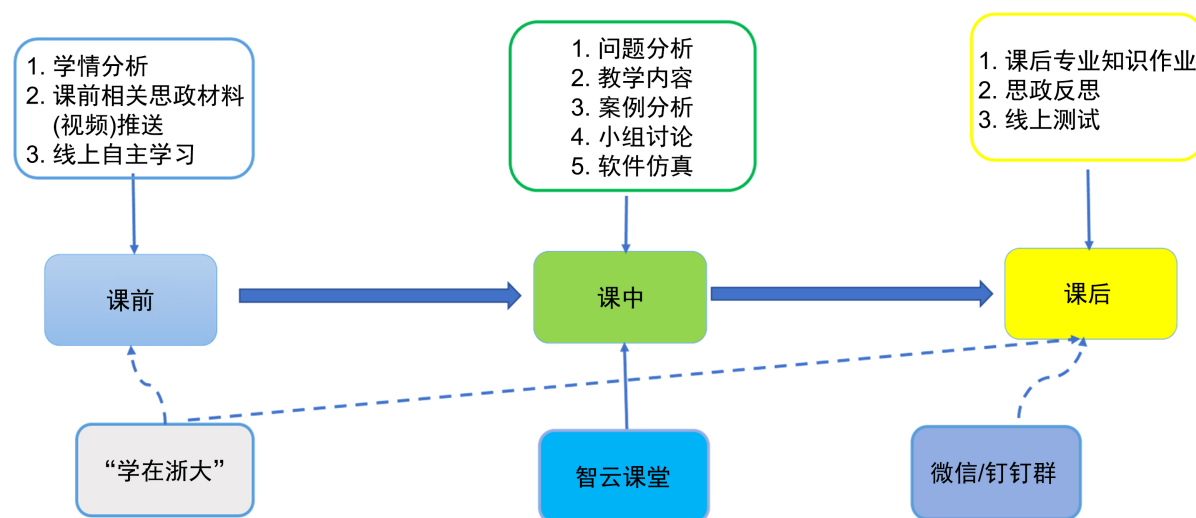 1. 学情分析
2. 课前相关思政材料
(视频)推送
3. 线上自主学习
1. 问题分析
2. 教学内容
3. 案例分析
4. 小组讨论
5. 软件仿真
1. 课后专业知识作业
2. 思政反思
3. 线上测试
课前
课中
课后
“学在浙大”
智云课堂
微信/钉钉群